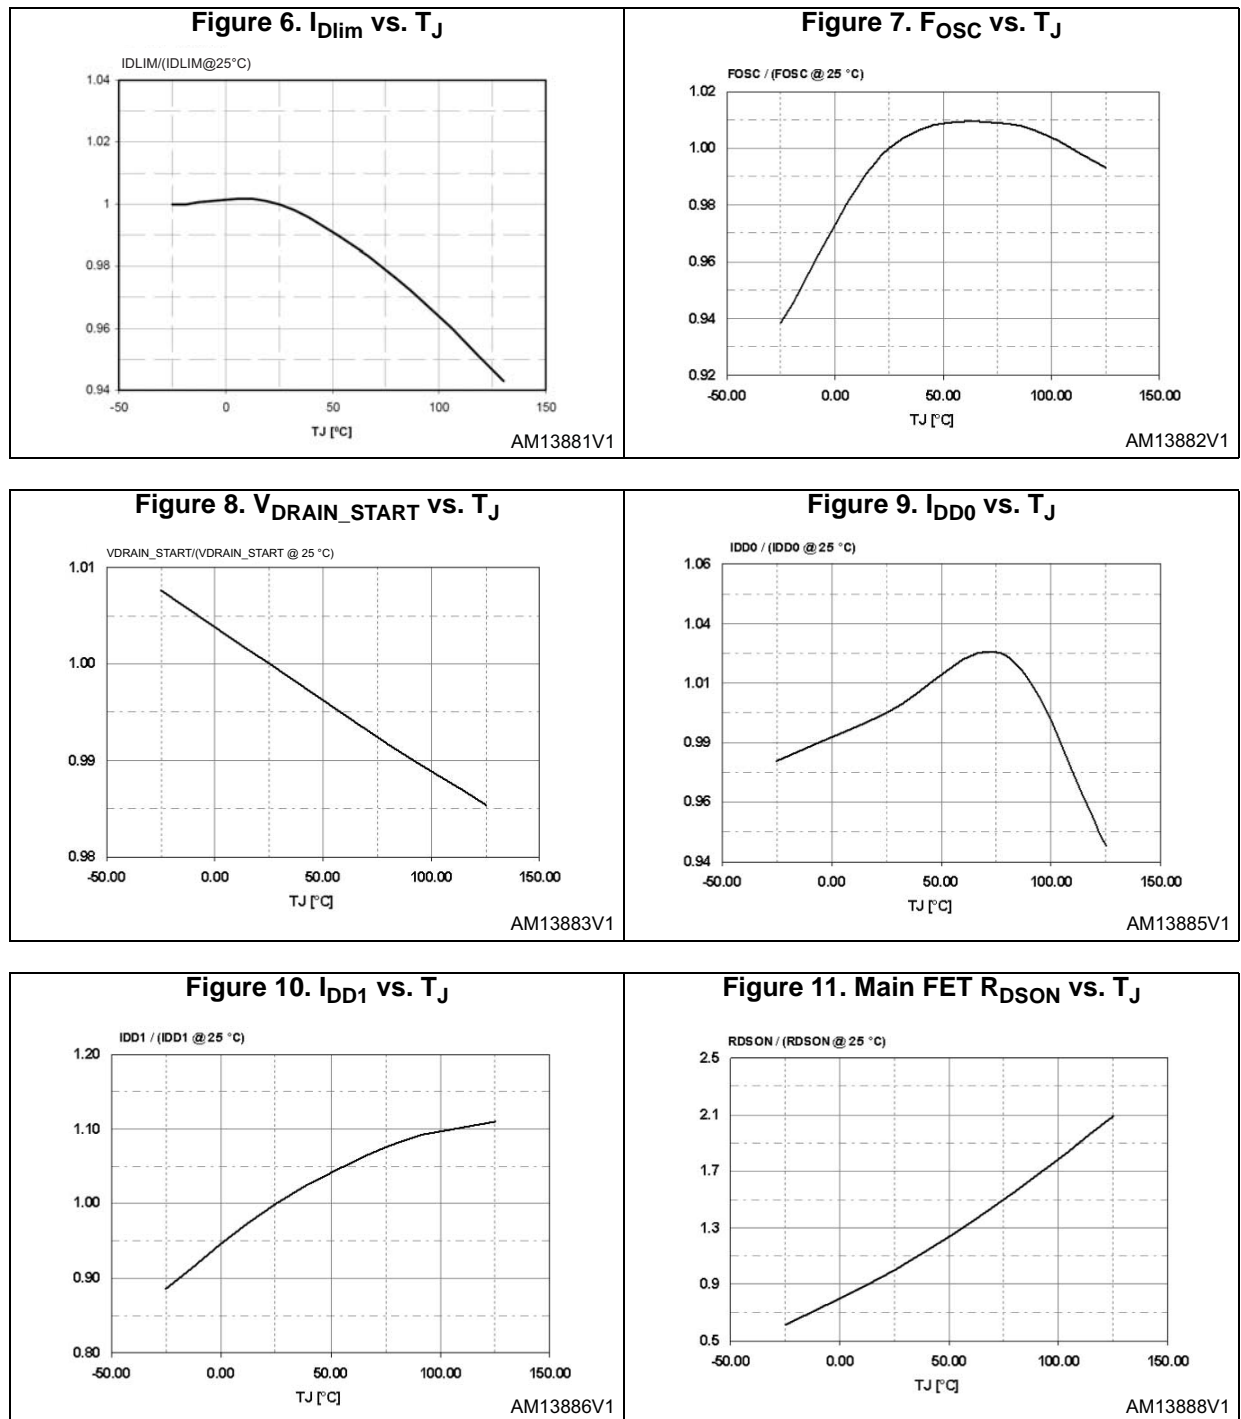 Figure 6. IDlim vs. TJ
IDLIM/(IDLIM@25°C)
1.04
1.02
1
0.98
0.96
0.94
-50 0 50 100 150
TJ [°C]
AM13881V1
Figure 7. FOSC vs. TJ
FOSC / (FOSC @ 25 °C)
1.02
1.00
0.98
0.96
0.94
0.92
-50.00 0.00 50.00 100.00 150.00
TJ [°C]
AM13882V1
Figure 8. VDRAIN_START vs. TJ
VDRAIN_START/(VDRAIN_START @ 25 °C)
1.01
1.00
0.99
0.98
-50.00 0.00 50.00 100.00 150.00
TJ [°C]
AM13883V1
Figure 9. IDD0 vs. TJ
IDD0 / (IDD0 @ 25 °C)
1.06
1.04
1.01
0.99
0.96
0.94
-50.00 0.00 50.00 100.00 150.00
TJ [°C]
AM13885V1
Figure 10. IDD1 vs. TJ
IDD1 / (IDD1 @ 25 °C)
1.20
1.10
1.00
0.90
0.80
-50.00 0.00 50.00 100.00 150.00
TJ [°C]
AM13886V1
Figure 11. Main FET RDSON vs. TJ
RDSON / (RDSON @ 25 °C)
2.5
2.1
1.7
1.3
0.9
0.5
-50.00 0.00 50.00 100.00 150.00
TJ [°C]
AM13888V1